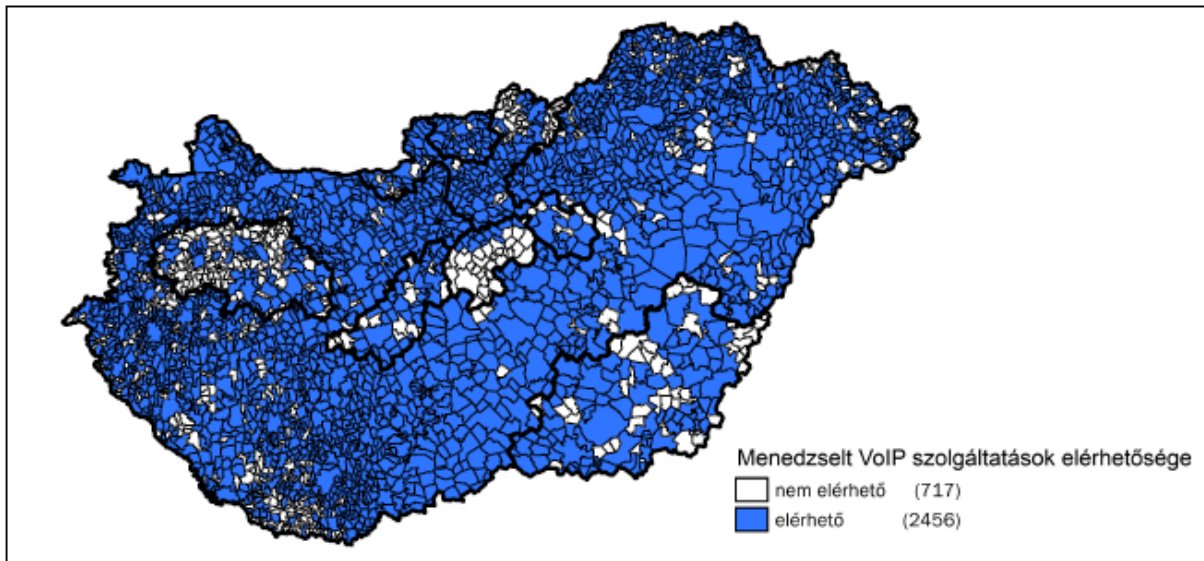 Menedzselt VoIP szolgáltatások elérhetősége
nem elérhető (717)
elérhető (2456)